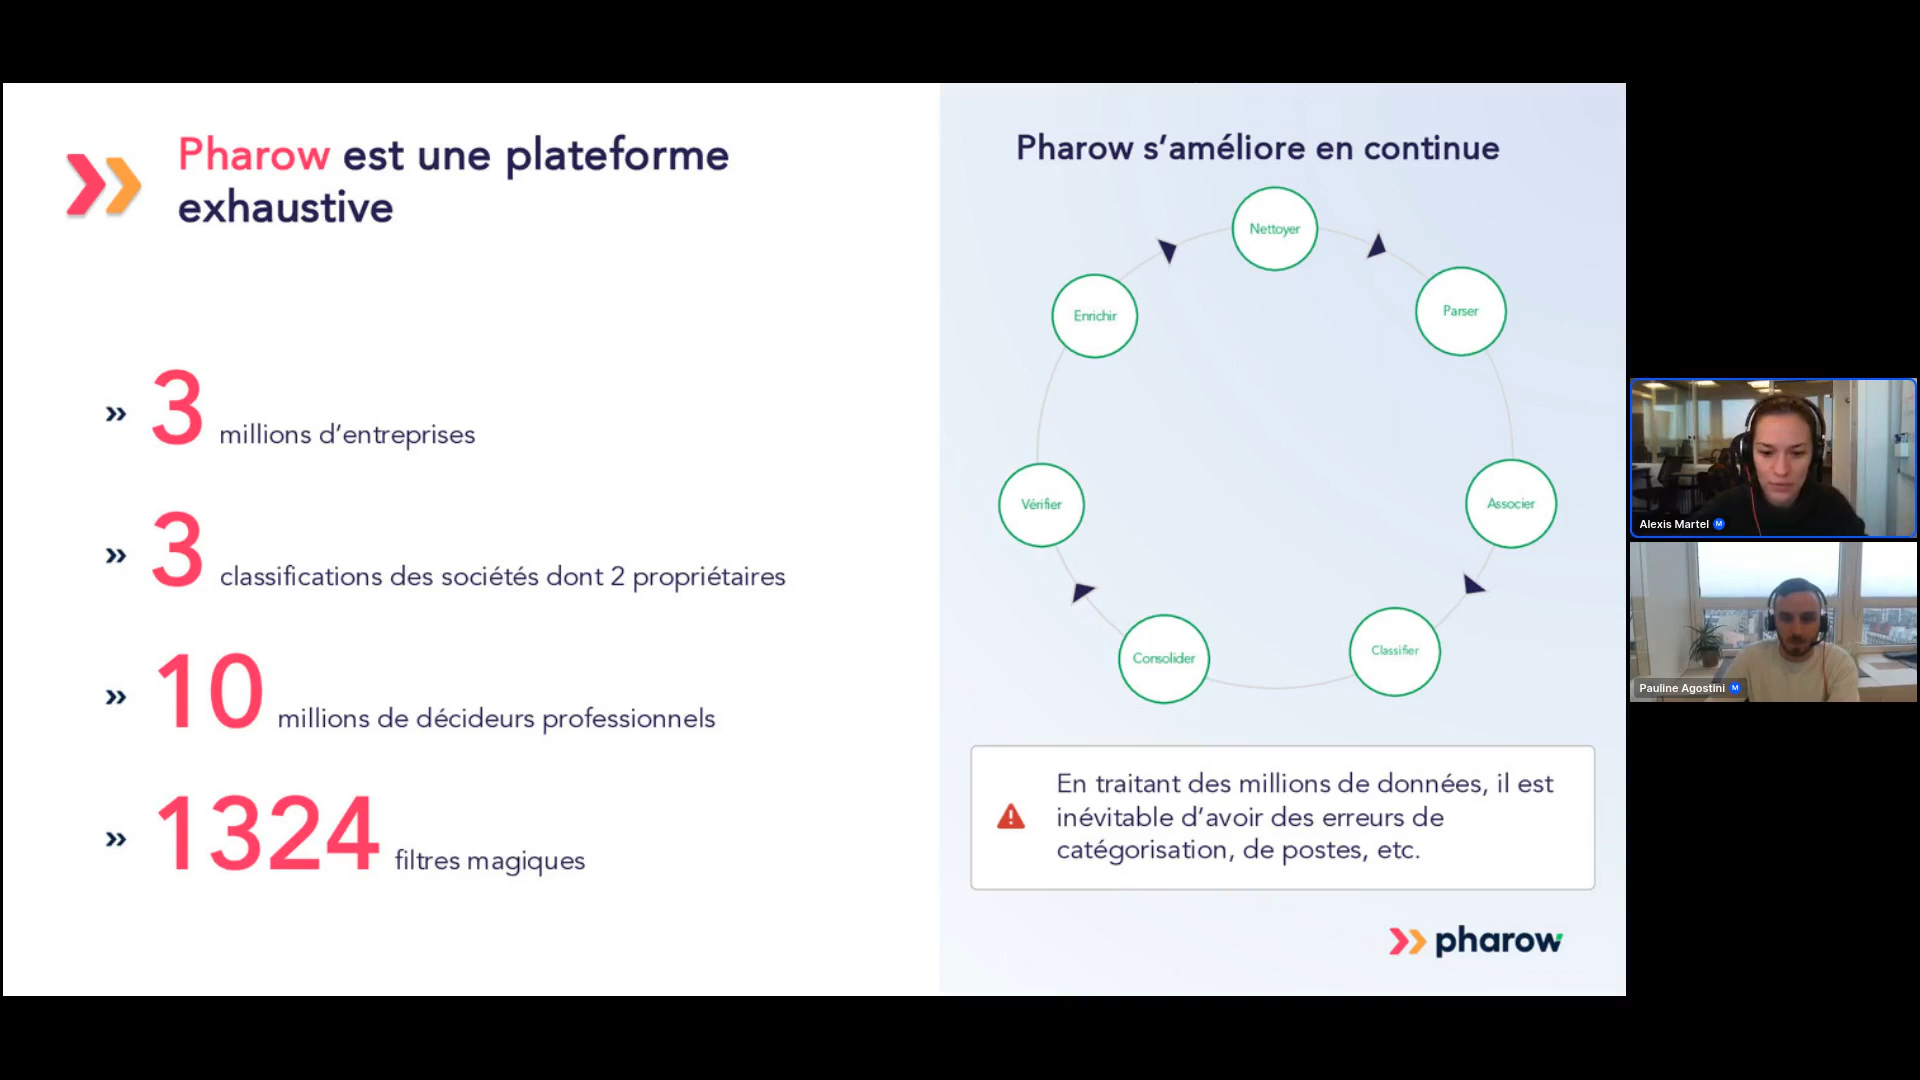 Pharow est une plateforme
exhaustive
» 3 millions d’entreprises
» 3 classifications des sociétés dont 2 propriétaires
» 10 millions de décideurs professionnels
» 1324 filtres magiques
Pharow s’améliore en continue
Nettoyer
Parser
Associer
Classifier
Consolider
Vérifier
Enrichir
En traitant des millions de données, il est
inévitable d’avoir des erreurs de
catégorisation, de postes, etc.
pharow
Alexis Martel M
Pauline Agostini M